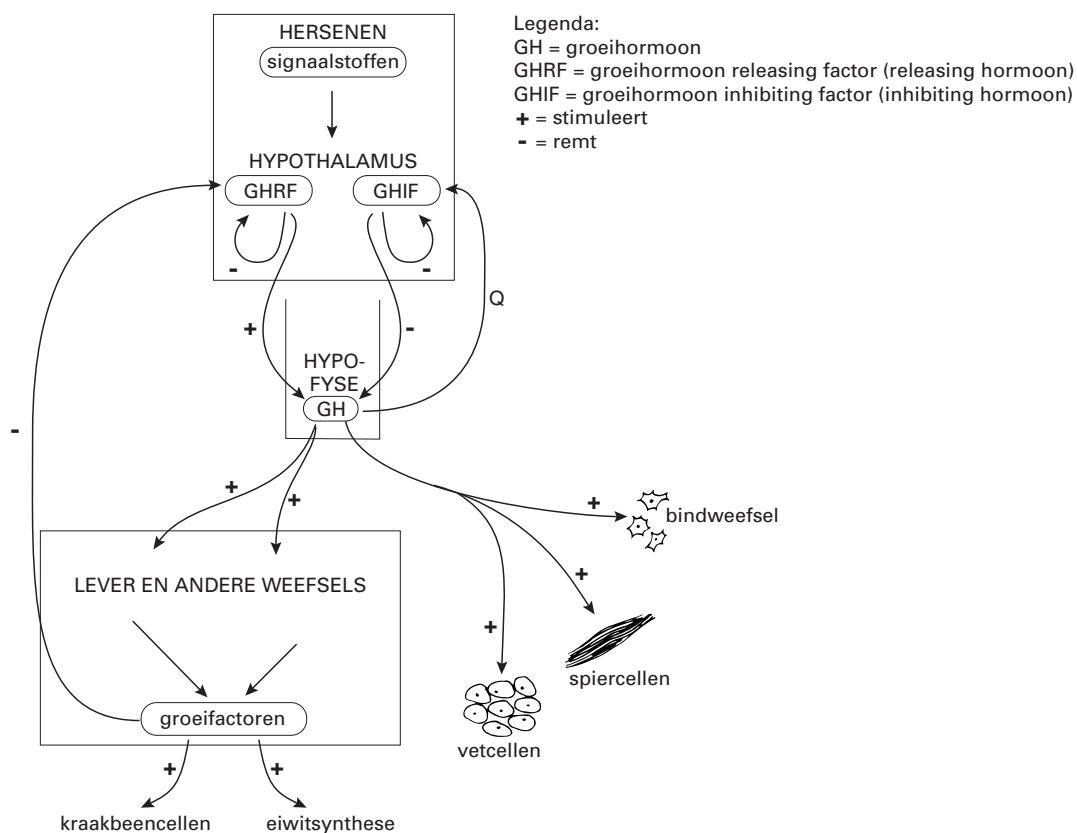 Legenda:
GH = groeihormoon
GHRF = groeihormoon releasing factor (releasing hormoon)
GHIF = groeihormoon inhibiting factor (inhibiting hormoon)
+ = stimuleert
- = remt
HERSENEN
signaalstoffen
HYPOTHALAMUS
GHRF
GHIF
-
-
Q
+
-
HYPO-
FYSE
GH
-
+
+
+
bindweefsel
LEVER EN ANDERE WEEFSELS
+
+
spiercellen
groeifactoren
vetcellen
+
+
kraakbeencellen
eiwitsynthese